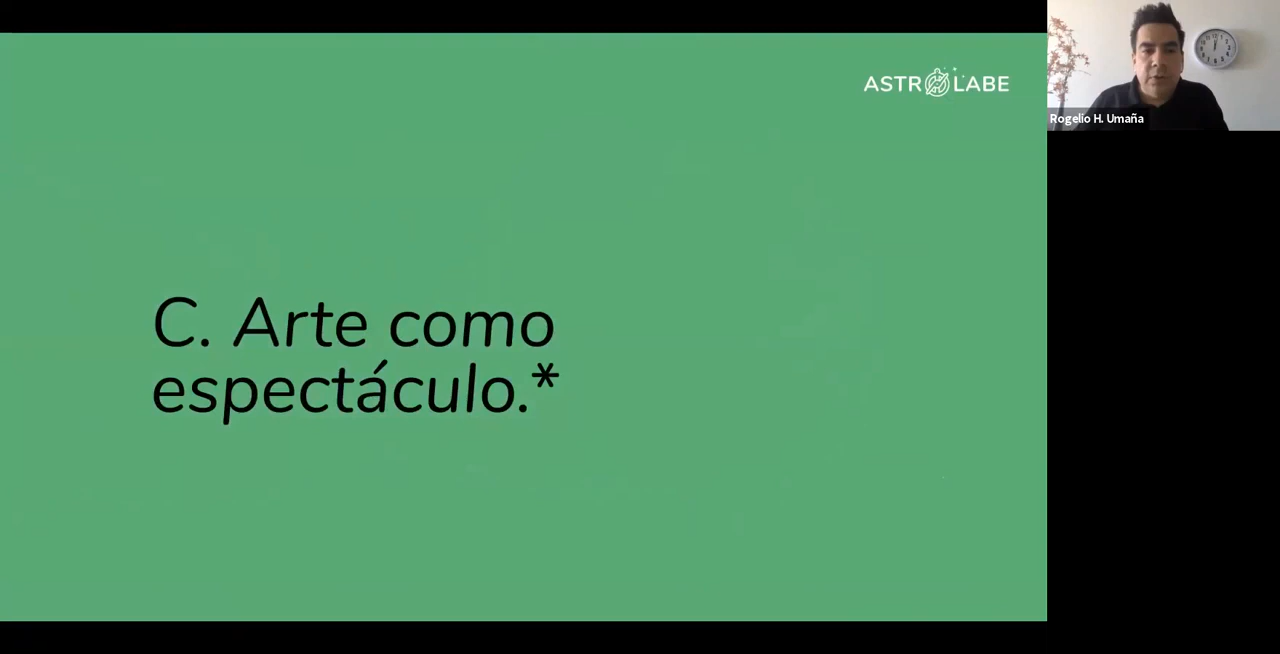 ASTROLABE
Rogelio H. Umaña
C. Arte como
espectáculo.*